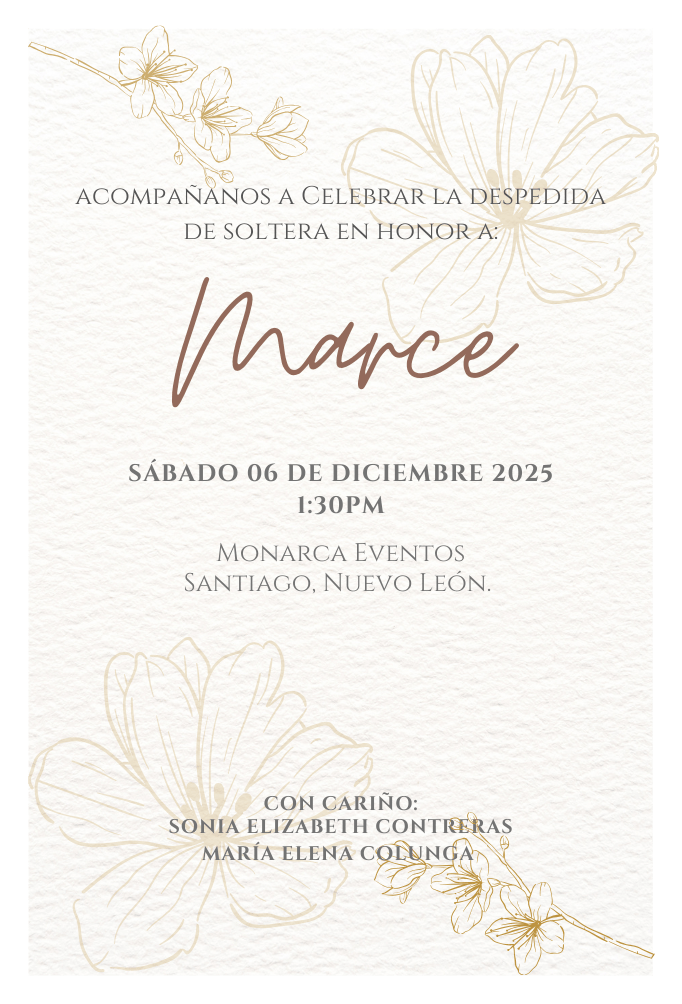 ACOMPAÑANOS A CELEBRAR LA DESPEDIDA
DE SOLTERA EN HONOR A:
Marce
SÁBADO 06 DE DICIEMBRE 2025
1:30PM
MONARCA EVENTOS
SANTIAGO, NUEVO LEÓN.
CON CARIÑO:
SONIA ELIZABETH CONTRERAS
MARÍA ELENA COLUNGA